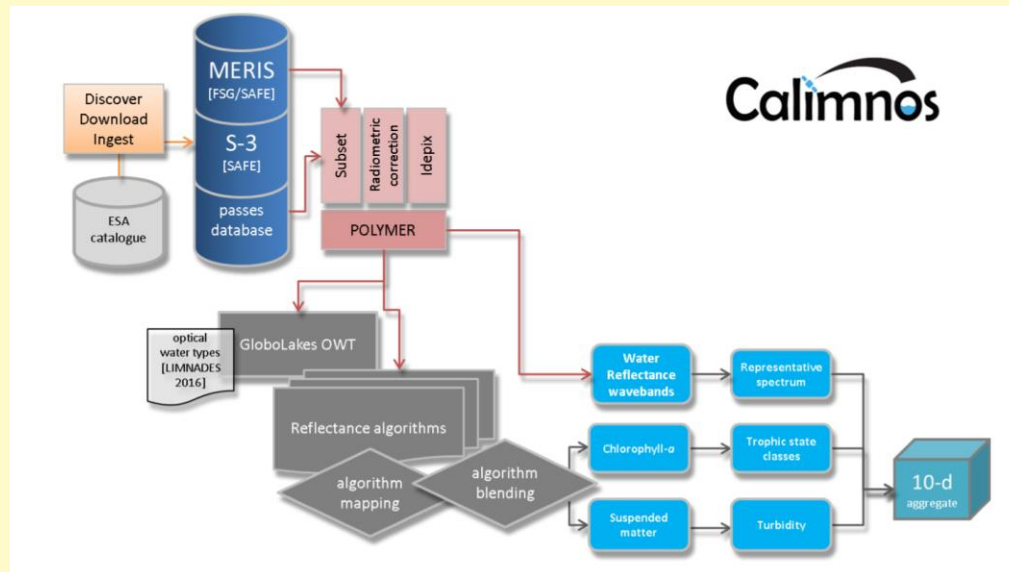 MERIS
[FSG/SAFE]
S-3
[SAFE]
passes
database
Discover
Download
Ingest
ESA
catalogue
Subset
Radiometric
correction
Idepix
POLYMER
Calimnos
optical
water types
[LIMNADES
2016]
GloboLakes OWT
Reflectance algorithms
algorithm
mapping
algorithm
blending
Water
Reflectance
wavebands
Representative
spectrum
Chlorophyll-a
Trophic state
classes
Suspended
matter
Turbidity
10-d
aggregate